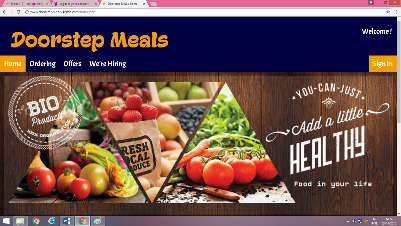 Doorstep Meals
Welcome!
Home Ordering Offers We're Hiring
Sign In
BIO
Product
FRESH
LOCAL
PRODUCE
YOU-CAN-JUST
Add a little
HEALTHY
Food in your life